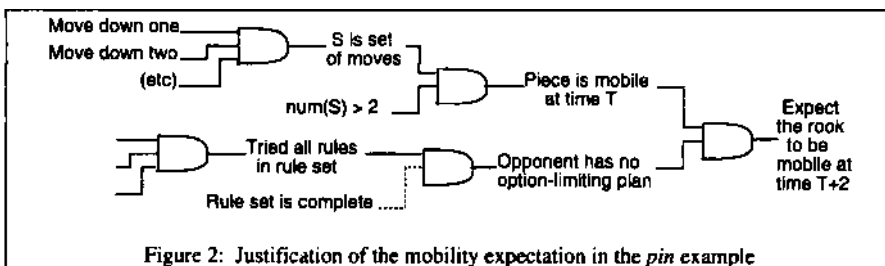 Move down one
Move down two
(etc)
S is set
of moves
num(S) > 2
Piece is mobile
at time T
Tried all rules
in rule set
Rule set is complete
Opponent has no
option-limiting plan
Expect
the rook
to be
mobile at
time T+2
Figure 2: Justification of the mobility expectation in the pin example